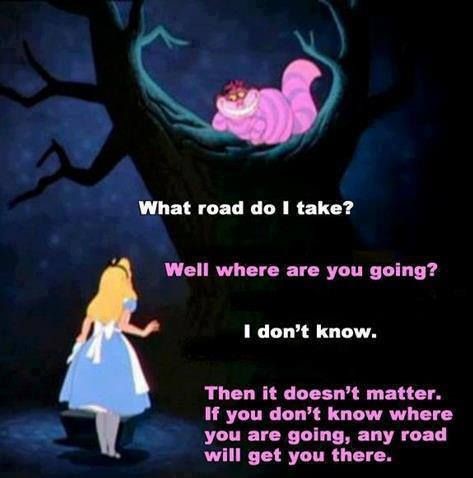 What road do I take?
Well where are you going?
I don't know.
Then it doesn't matter.
If you don't know where
you are going, any road
will get you there.